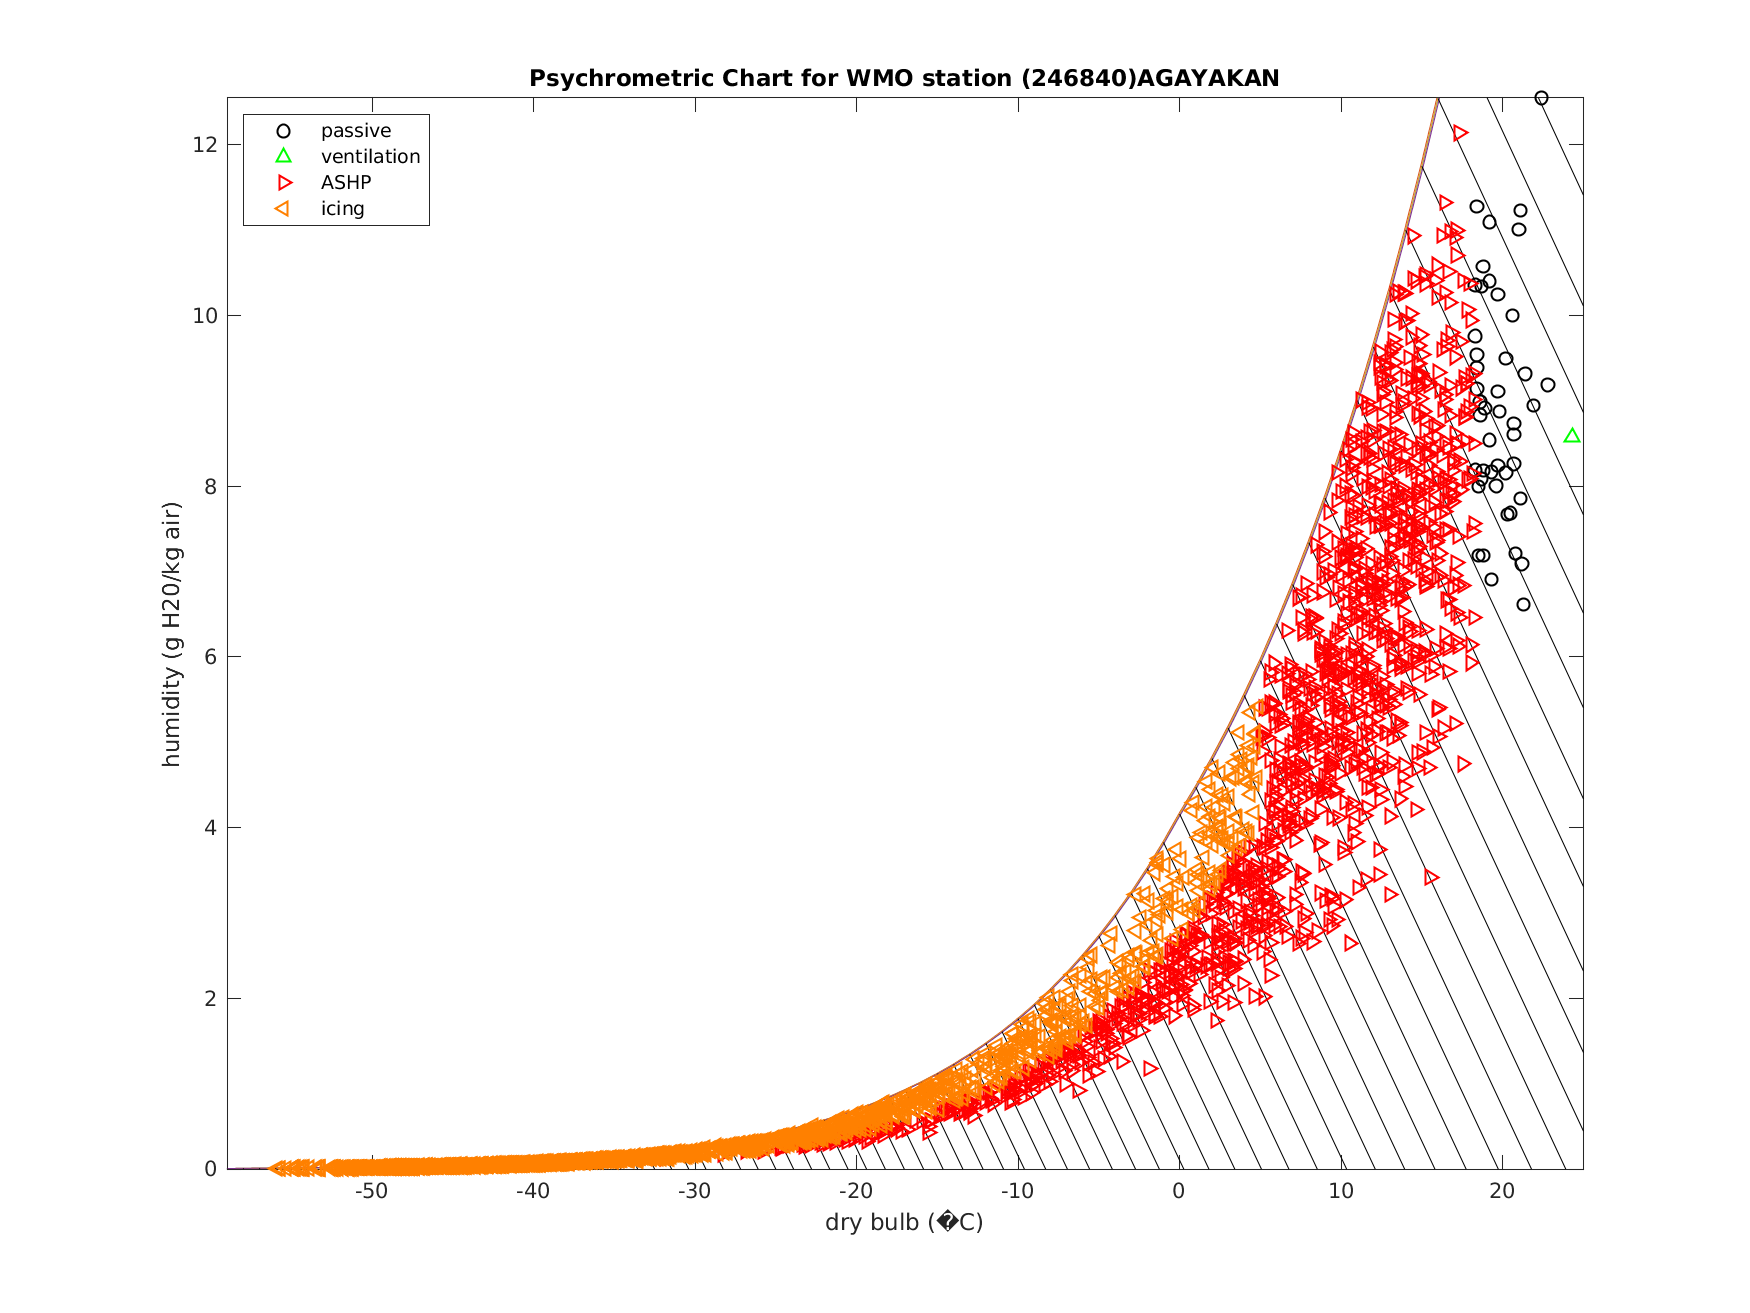 Psychrometric Chart for WMO station (246840)AGAYAKAN
passive
ventilation
ASHP
icing
12
10
8
6
4
2
0
humidity (g H20/kg air)
-50 -40 -30 -20 -10 0 10 20
dry bulb (�C)